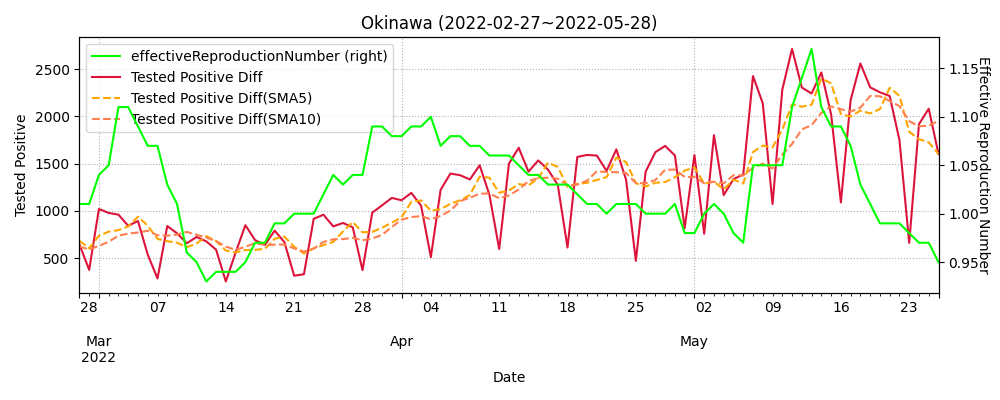 Okinawa (2022-02-27~2022-05-28)
effectiveReproductionNumber (right)
Tested Positive Diff
Tested Positive Diff(SMA5)
Tested Positive Diff(SMA10)
Tested Positive
2500
2000
1500
1000
500
Effective Reproduction Number
1.15
1.10
1.05
1.00
0.95
28 07 14 21 28 04 11 18 25 02 09 16 23
Mar Apr May
2022
Date